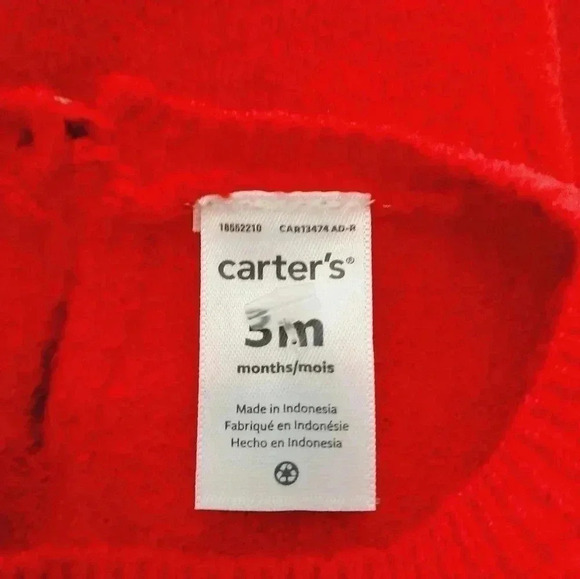 18552210 CAR13474 AD-R
carter's®
3m
months/mois
Made in Indonesia
Fabriqué en Indonésie
Hecho en Indonesia